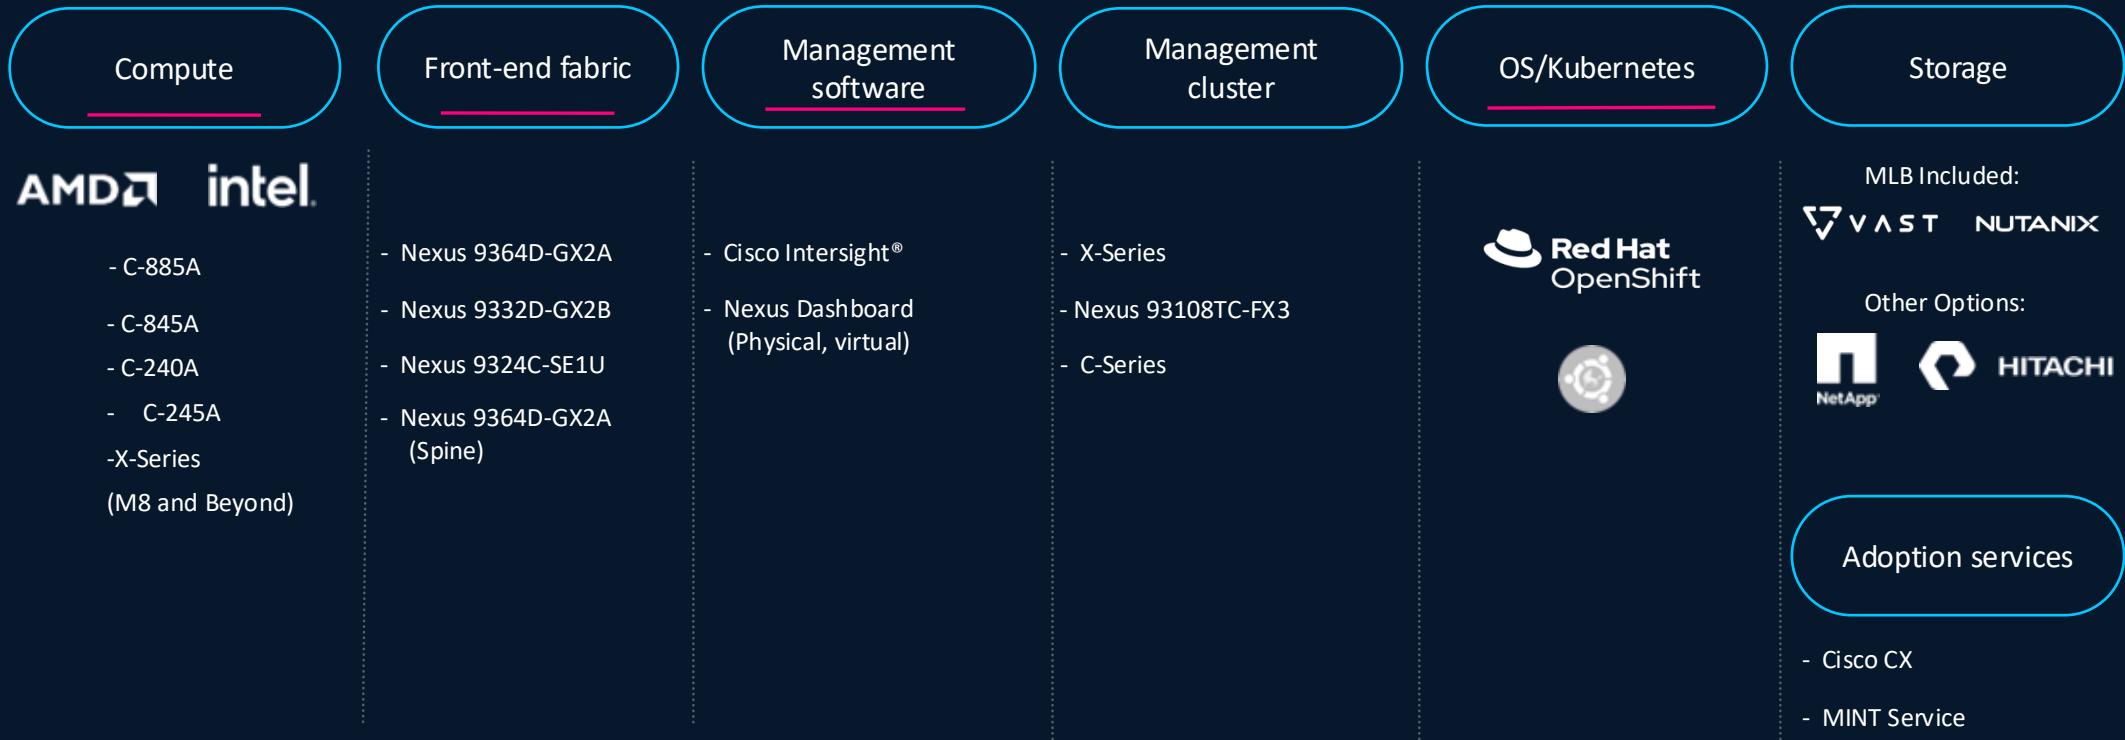 Compute
AMD intel.
- C-885A
- C-845A
- C-240A
- C-245A
-X-Series
(M8 and Beyond)
Front-end fabric
- Nexus 9364D-GX2A
- Nexus 9332D-GX2B
- Nexus 9324C-SE1U
- Nexus 9364D-GX2A
(Spine)
Management
software
- Cisco Intersight®
- Nexus Dashboard
(Physical, virtual)
Management
cluster
- X-Series
- Nexus 93108TC-FX3
- C-Series
OS/Kubernetes
Red Hat
OpenShift
Storage
MLB Included:
VAST NUTANIX
Other Options:
NetApp HITACHI
Adoption services
- Cisco CX
- MINT Service